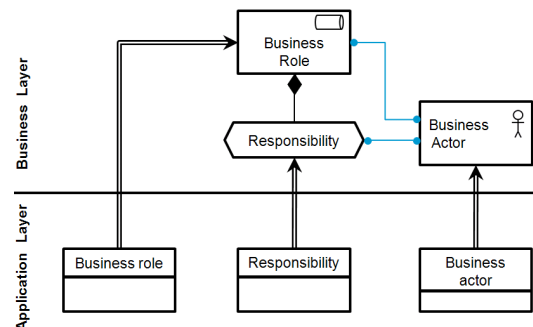 Business Layer
Business
Role
Responsibility
Business
Actor
Application Layer
Business role
Responsibility
Business
actor